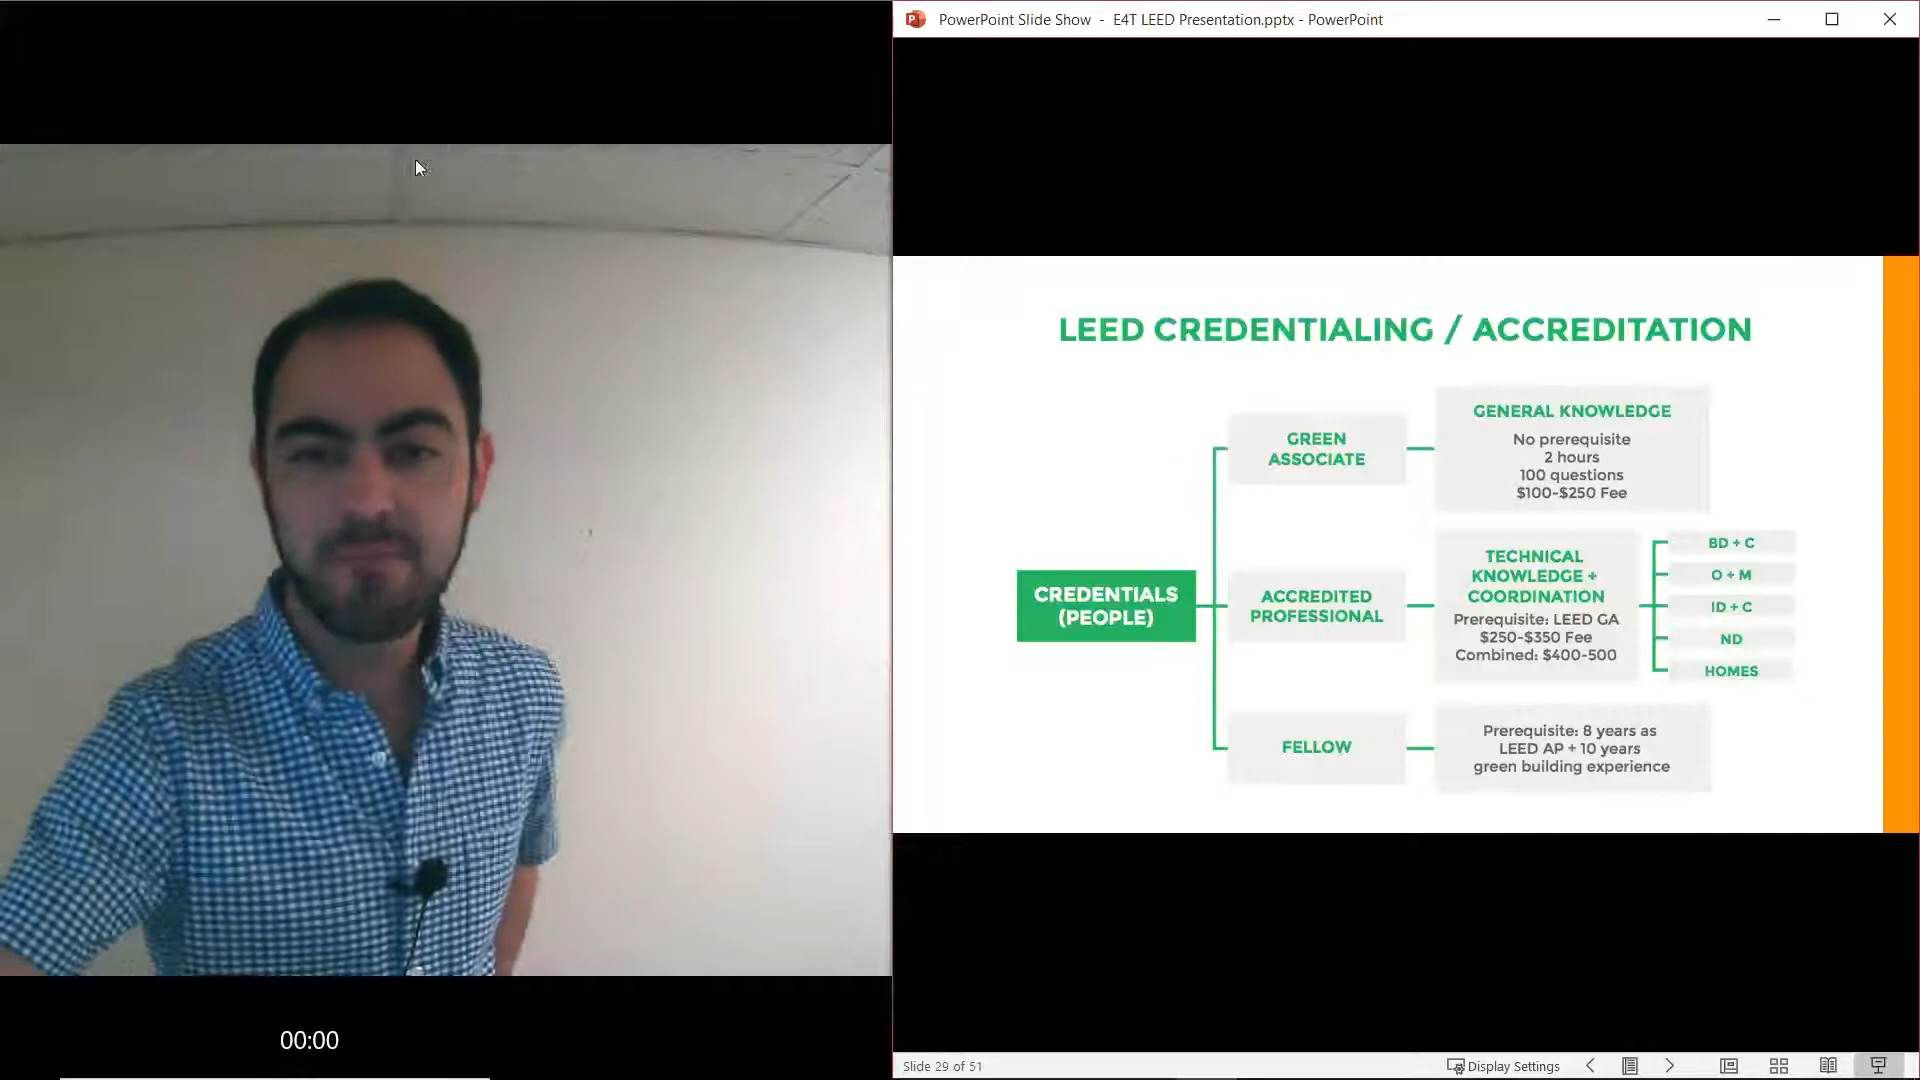 PowerPoint Slide Show - E4T LEED Presentation.pptx - PowerPoint
LEED CREDENTIALING / ACCREDITATION
CREDENTIALS
(PEOPLE)
GREEN
ASSOCIATE
GENERAL KNOWLEDGE
No prerequisite
2 hours
100 questions
$100-$250 Fee
ACCREDITED
PROFESSIONAL
TECHNICAL
KNOWLEDGE +
COORDINATION
Prerequisite: LEED GA
$250-$350 Fee
Combined: $400-500
BD + C
O + M
ID + C
ND
HOMES
FELLOW
Prerequisite: 8 years as
LEED AP + 10 years
green building experience
00:00
Slide 29 of 51
Display Settings